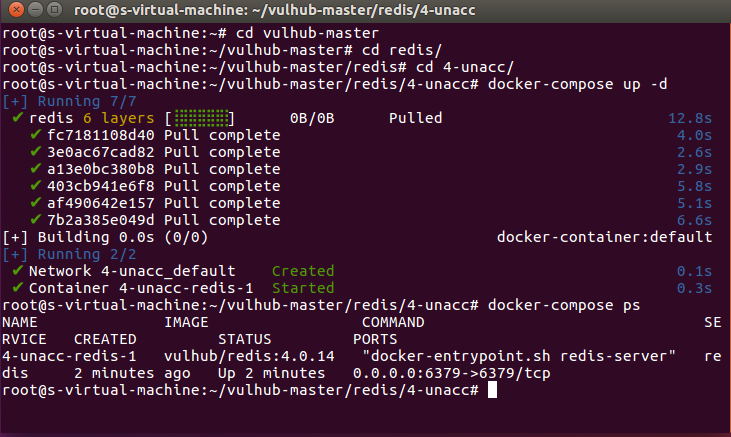 root@s-virtual-machine: ~/vulhub-master/redis/4-unacc
root@s-virtual-machine:~# cd vulhub-master
root@s-virtual-machine:~/vulhub-master# cd redis/
root@s-virtual-machine:~/vulhub-master/redis# cd 4-unacc/
root@s-virtual-machine:~/vulhub-master/redis/4-unacc# docker-compose up -d
[+] Running 7/7
✔ redis 6 layers [⣿⣿⣿⣿⣿⣿] 0B/0B Pulled 12.8s
✔ fc7181108d40 Pull complete 4.0s
✔ 3e0ac67cad82 Pull complete 2.6s
✔ a13e0bc380b8 Pull complete 2.9s
✔ 403cb941e6f8 Pull complete 5.8s
✔ af490642e157 Pull complete 5.1s
✔ 7b2a385e049d Pull complete 6.6s
[+] Building 0.0s (0/0) docker-container:default
[+] Running 2/2
✔ Network 4-unacc_default Created 0.1s
✔ Container 4-unacc-redis-1 Started 0.3s
root@s-virtual-machine:~/vulhub-master/redis/4-unacc# docker-compose ps
NAME IMAGE COMMAND SE
RVICE CREATED STATUS PORTS
4-unacc-redis-1 vulhub/redis:4.0.14 "docker-entrypoint.sh redis-server" re
dis 2 minutes ago Up 2 minutes 0.0.0.0:6379->6379/tcp
root@s-virtual-machine:~/vulhub-master/redis/4-unacc#